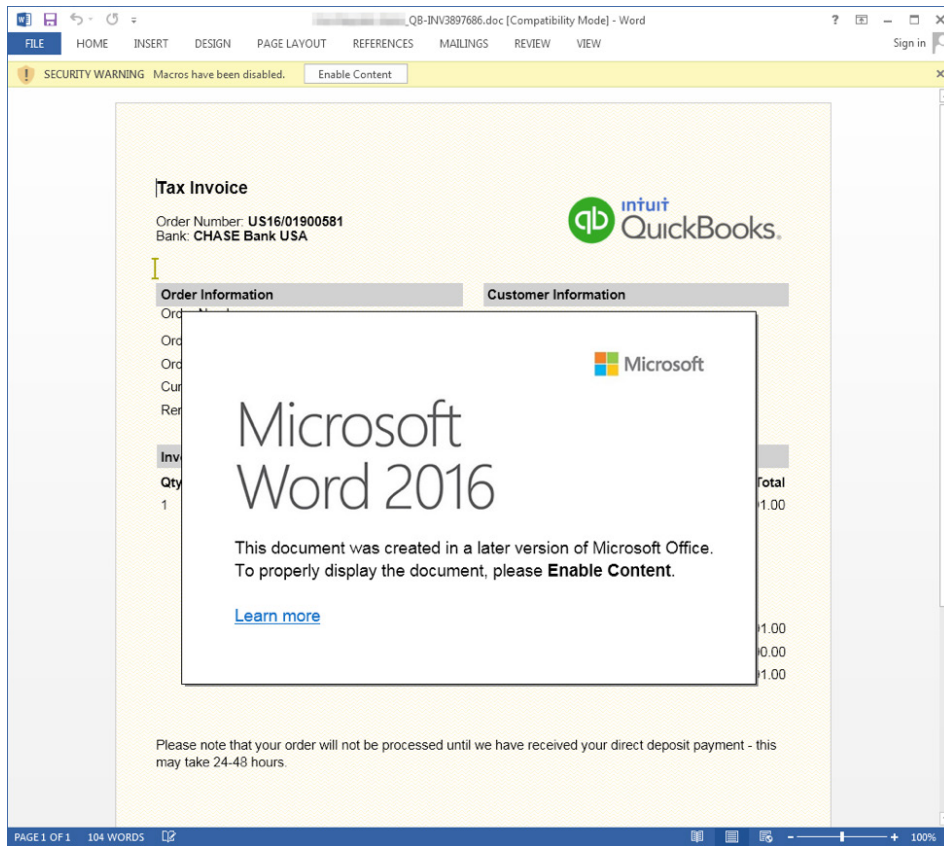 _QB-INV3897686.doc [Compatibility Mode] - Word
?
FILE HOME INSERT DESIGN PAGE LAYOUT REFERENCES MAILINGS REVIEW VIEW Sign in
SECURITY WARNING Macros have been disabled. Enable Content
Tax Invoice
Order Number: US16/01900581
Bank: CHASE Bank USA
qb intuit
QuickBooks.
Order Information Customer Information
Microsoft
Microsoft
Word 2016
Qty Total
1
This document was created in a later version of Microsoft Office.
To properly display the document, please Enable Content.
Learn more
Please note that your order will not be processed until we have received your direct deposit payment - this
may take 24-48 hours.
PAGE 1 OF 1 104 WORDS 100%